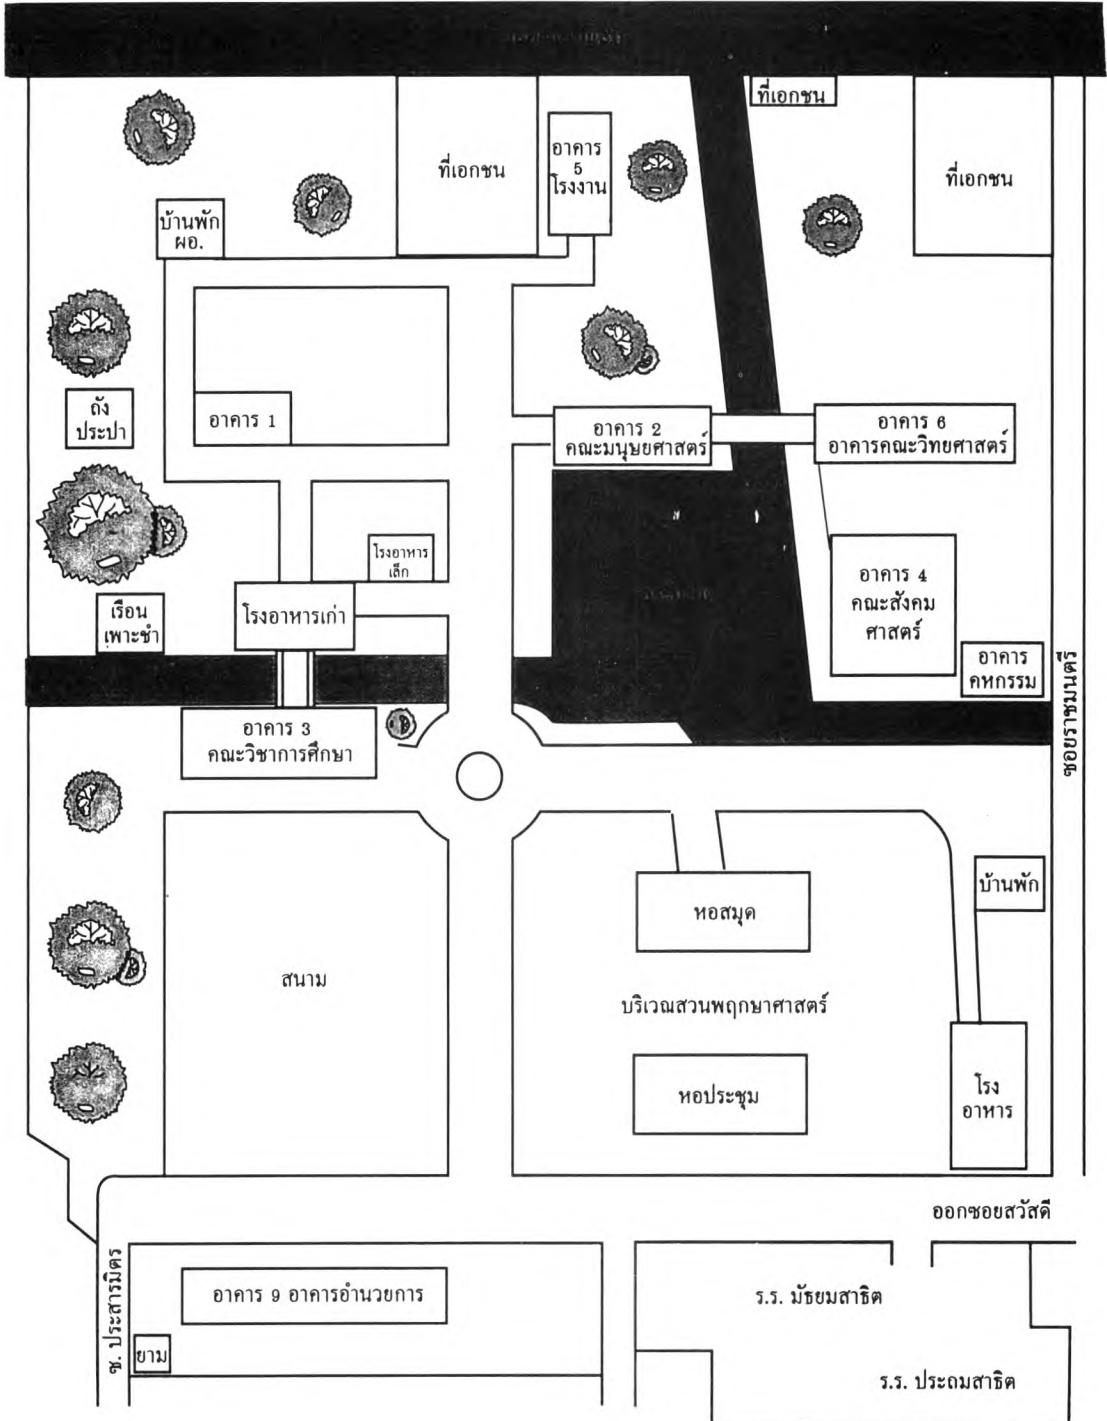 ที่เอกชน
อาคาร
5
โรงงาน
ที่เอกชน
ที่เอกชน
บ้านพัก
ผอ.
ถัง
ประปา
อาคาร 1
อาคาร 2
คณะมนุษยศาสตร์
อาคาร 6
อาคารคณะวิทยศาสตร์
โรงอาหาร
เล็ก
อาคาร 4
คณะสังคม
ศาสตร์
เรือน
เพาะชำ
โรงอาหารเก่า
อาคาร
คหกรรม
ซอยราชมนตรี
อาคาร 3
คณะวิชาการศึกษา
บ้านพัก
หอสมุด
สนาม
บริเวณสวนพฤกษาศาสตร์
หอประชุม
โรง
อาหาร
ออกซอยสวัสดี
ซ. ประสารมิตร
อาคาร 9 อาคารอำนวยการ
ร.ร. มัธยมสาธิต
ยาม
ร.ร. ประถมสาธิต